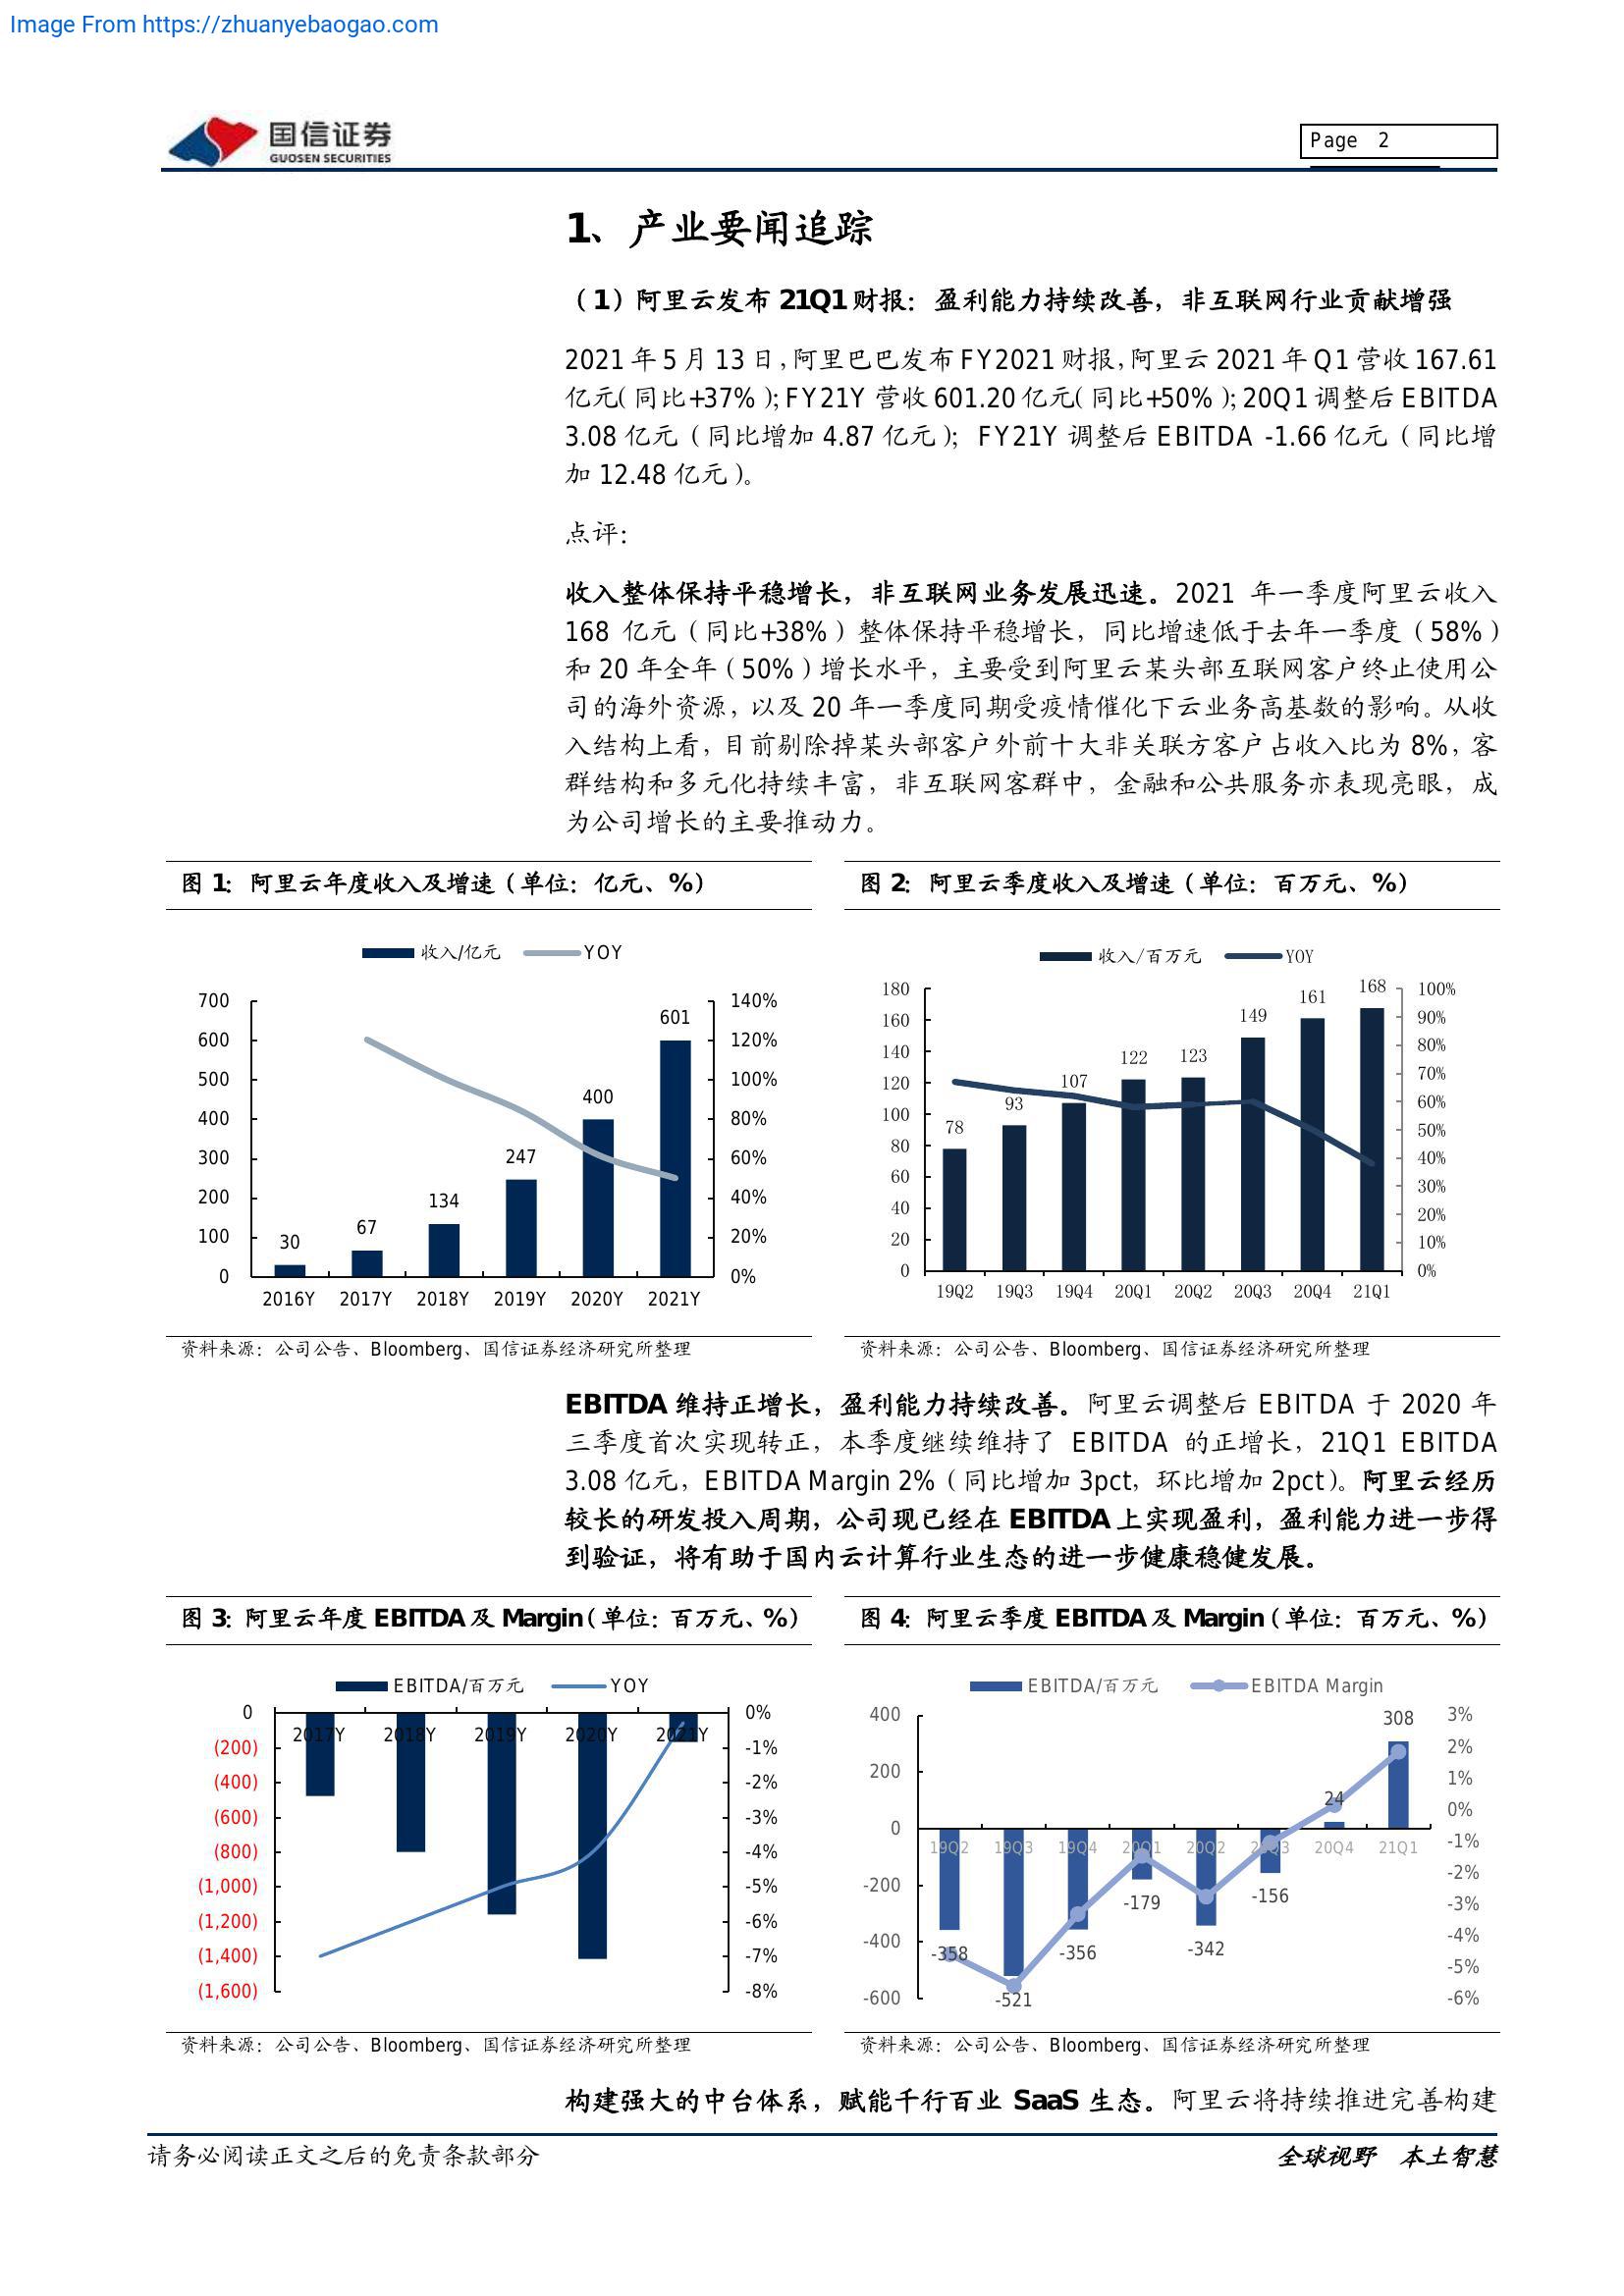 Image From https://zhuanyebaogao.com
国信证券
GUOSEN SECURITIES
Page 2
1、产业要闻追踪
（1）阿里云发布 21Q1 财报：盈利能力持续改善，非互联网行业贡献增强
2021 年 5 月 13 日，阿里巴巴发布 FY2021 财报，阿里云 2021 年 Q1 营收 167.61
亿元（同比+37%）；FY21Y 营收 601.20 亿元（同比+50%）；20Q1 调整后 EBITDA
3.08 亿元（同比增加 4.87 亿元）；FY21Y 调整后 EBITDA -1.66 亿元（同比增
加 12.48 亿元）。
点评：
收入整体保持平稳增长，非互联网业务发展迅速。2021 年一季度阿里云收入
168 亿元（同比+38%）整体保持平稳增长，同比增速低于去年一季度（58%）
和 20 年全年（50%）增长水平，主要受到阿里云某头部互联网客户终止使用公
司的海外资源，以及 20 年一季度同期受疫情催化下云业务高基数的影响。从收
入结构上看，目前剔除掉某头部客户外前十大非关联方客户占收入比为 8%，客
群结构和多元化持续丰富，非互联网客群中，金融和公共服务亦表现亮眼，成
为公司增长的主要推动力。
图 1：阿里云年度收入及增速（单位：亿元、%）
收入/亿元 YOY
700 600 500 400 300 200 100 0
140% 120% 100% 80% 60% 40% 20% 0%
30 67 134 247 400 601
2016Y 2017Y 2018Y 2019Y 2020Y 2021Y
资料来源：公司公告、Bloomberg、国信证券经济研究所整理
图 2：阿里云季度收入及增速（单位：百万元、%）
收入/百万元 YOY
180 160 140 120 100 80 60 40 20 0
100% 90% 80% 70% 60% 50% 40% 30% 20% 10% 0%
78 93 107 122 123 149 161 168
19Q2 19Q3 19Q4 20Q1 20Q2 20Q3 20Q4 21Q1
资料来源：公司公告、Bloomberg、国信证券经济研究所整理
EBITDA 维持正增长，盈利能力持续改善。阿里云调整后 EBITDA 于 2020 年
三季度首次实现转正，本季度继续维持了 EBITDA 的正增长，21Q1 EBITDA
3.08 亿元，EBITDA Margin 2%（同比增加 3pct，环比增加 2pct）。阿里云经历
较长的研发投入周期，公司现已经在 EBITDA 上实现盈利，盈利能力进一步得
到验证，将有助于国内云计算行业生态的进一步健康稳健发展。
图 3：阿里云年度 EBITDA 及 Margin（单位：百万元、%）
EBITDA/百万元 YOY
0 (200) (400) (600) (800) (1,000) (1,200) (1,400) (1,600)
0% -1% -2% -3% -4% -5% -6% -7% -8%
2017Y 2018Y 2019Y 2020Y 2021Y
资料来源：公司公告、Bloomberg、国信证券经济研究所整理
图 4：阿里云季度 EBITDA 及 Margin（单位：百万元、%）
EBITDA/百万元 EBITDA Margin
400 200 0 -200 -400 -600
3% 2% 1% 0% -1% -2% -3% -4% -5% -6%
19Q2 19Q3 19Q4 20Q1 20Q2 20Q3 20Q4 21Q1
-358 -521 -356 -179 -342 -156 24 308
资料来源：公司公告、Bloomberg、国信证券经济研究所整理
构建强大的中台体系，赋能千行百业 SaaS 生态。阿里云将持续推进完善构建
请务必阅读正文之后的免责条款部分
全球视野 本土智慧